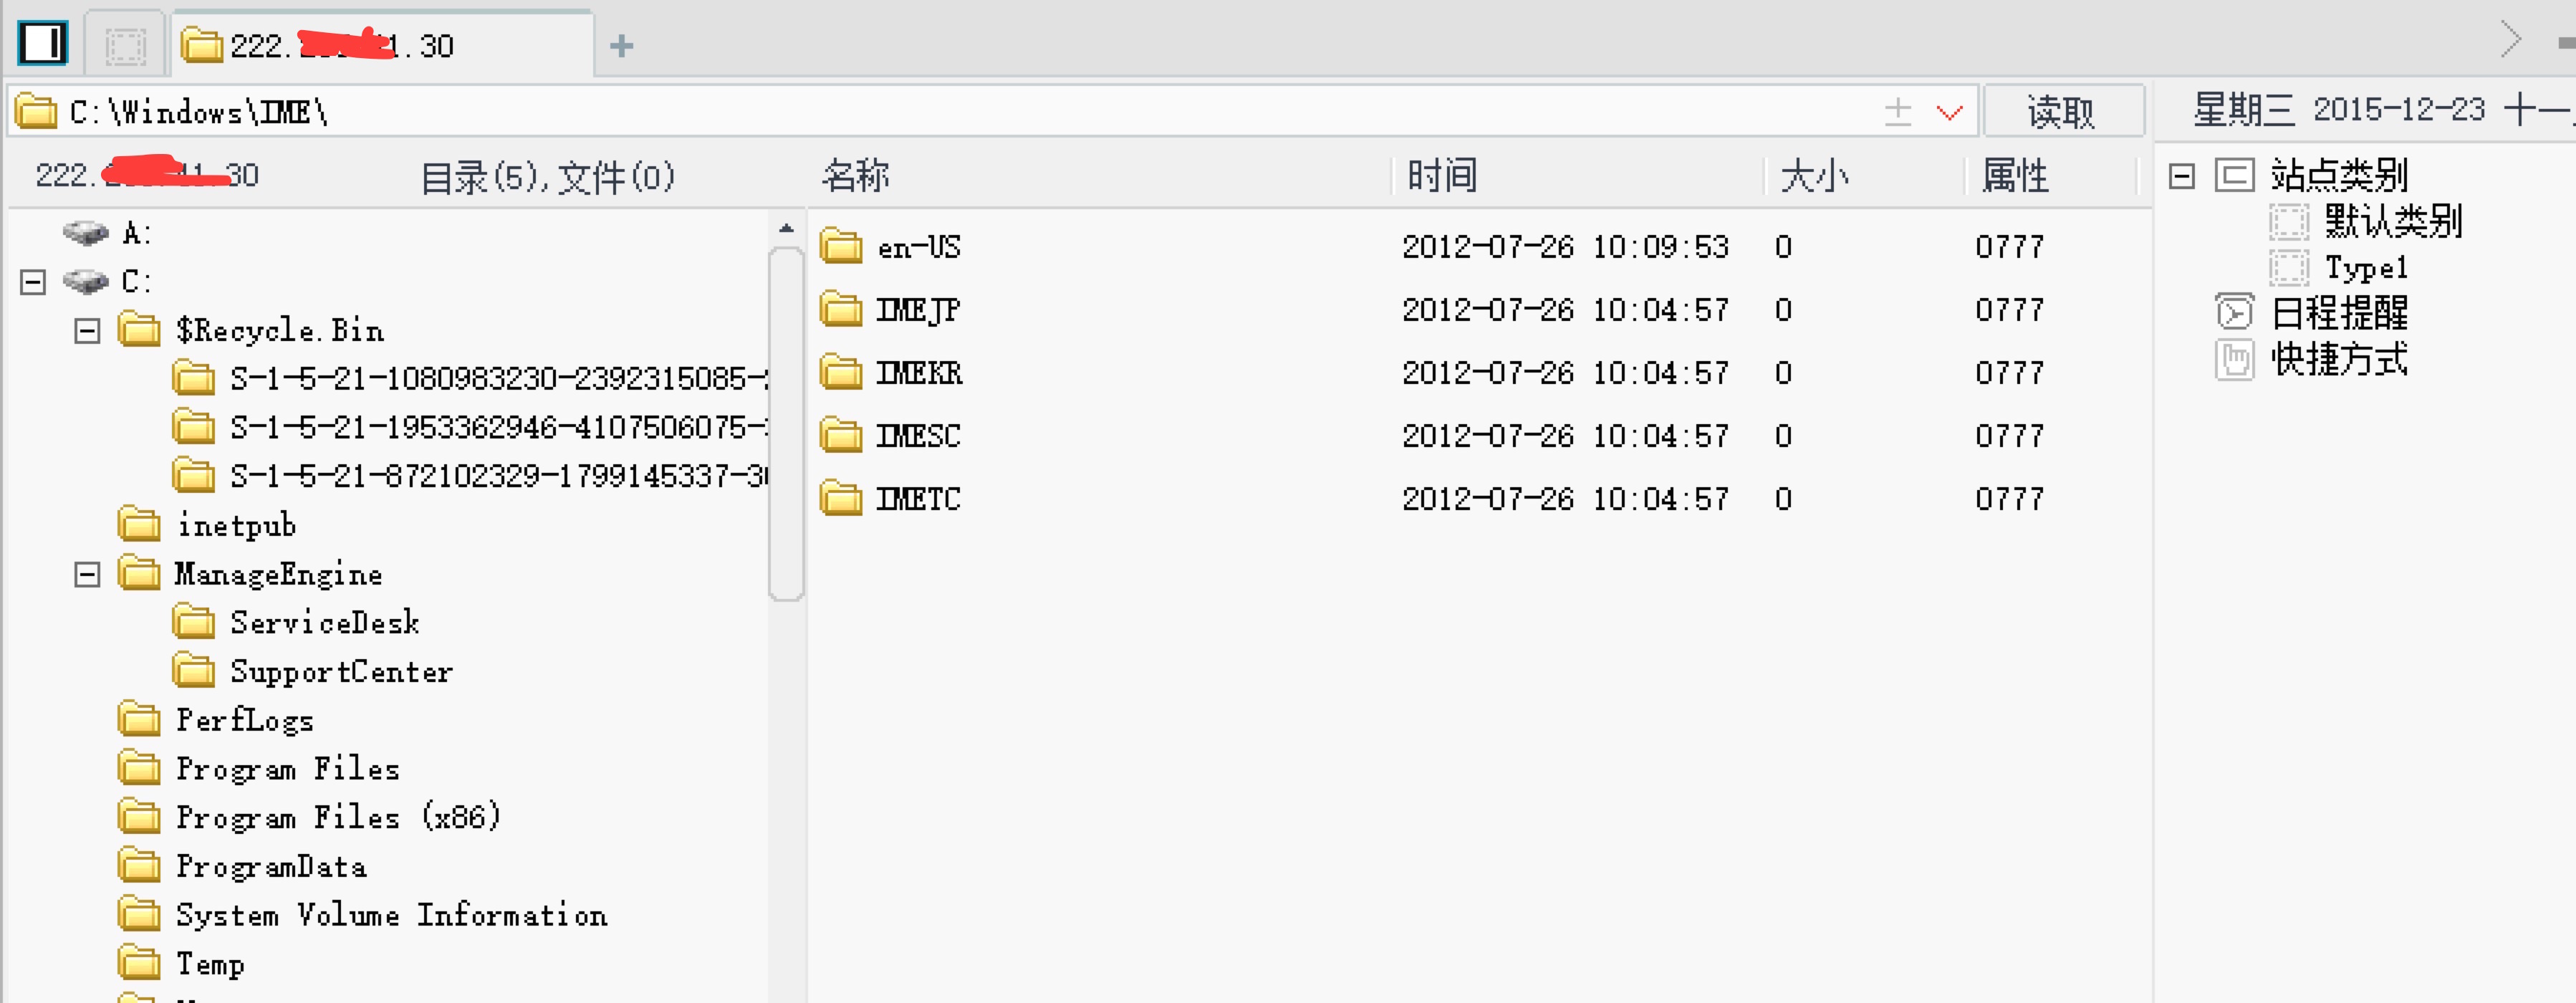 222. 1.30
C:\Windows\IME\
读取
星期三 2015-12-23 十一
222. 30
目录(5),文件(0)
名称
时间
大小
属性
A:
C:
$Recycle.Bin
S-1-5-21-1080983230-2392315085-
S-1-5-21-1953362946-4107506075-
S-1-5-21-872102329-1799145337-3
inetpub
ManageEngine
ServiceDesk
SupportCenter
PerfLogs
Program Files
Program Files (x86)
ProgramData
System Volume Information
Temp
en-US 2012-07-26 10:09:53 0 0777
IMEJP 2012-07-26 10:04:57 0 0777
IMEKR 2012-07-26 10:04:57 0 0777
IMESC 2012-07-26 10:04:57 0 0777
IMETC 2012-07-26 10:04:57 0 0777
站点类别
默认类别
Type1
日程提醒
快捷方式